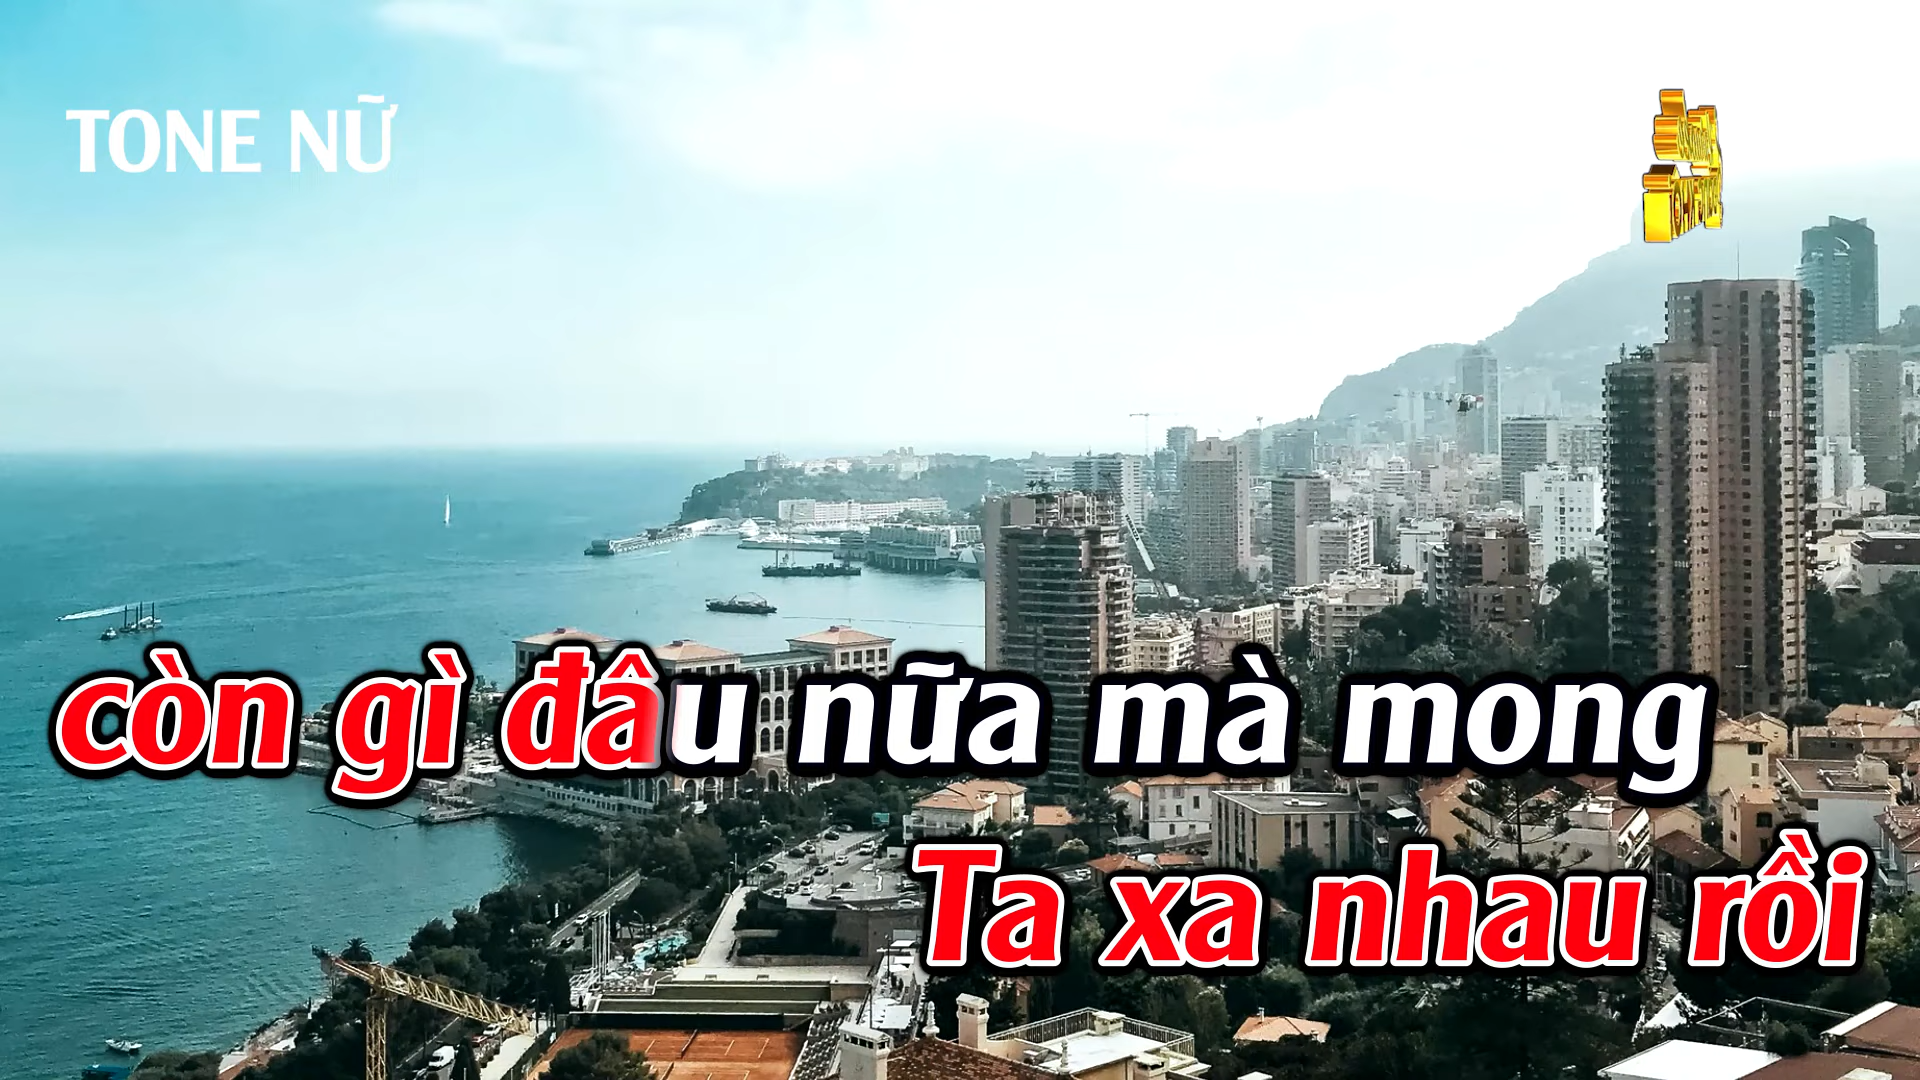 TONE NỮ
còn gì đâu nữa mà mong
Ta xa nhau rồi